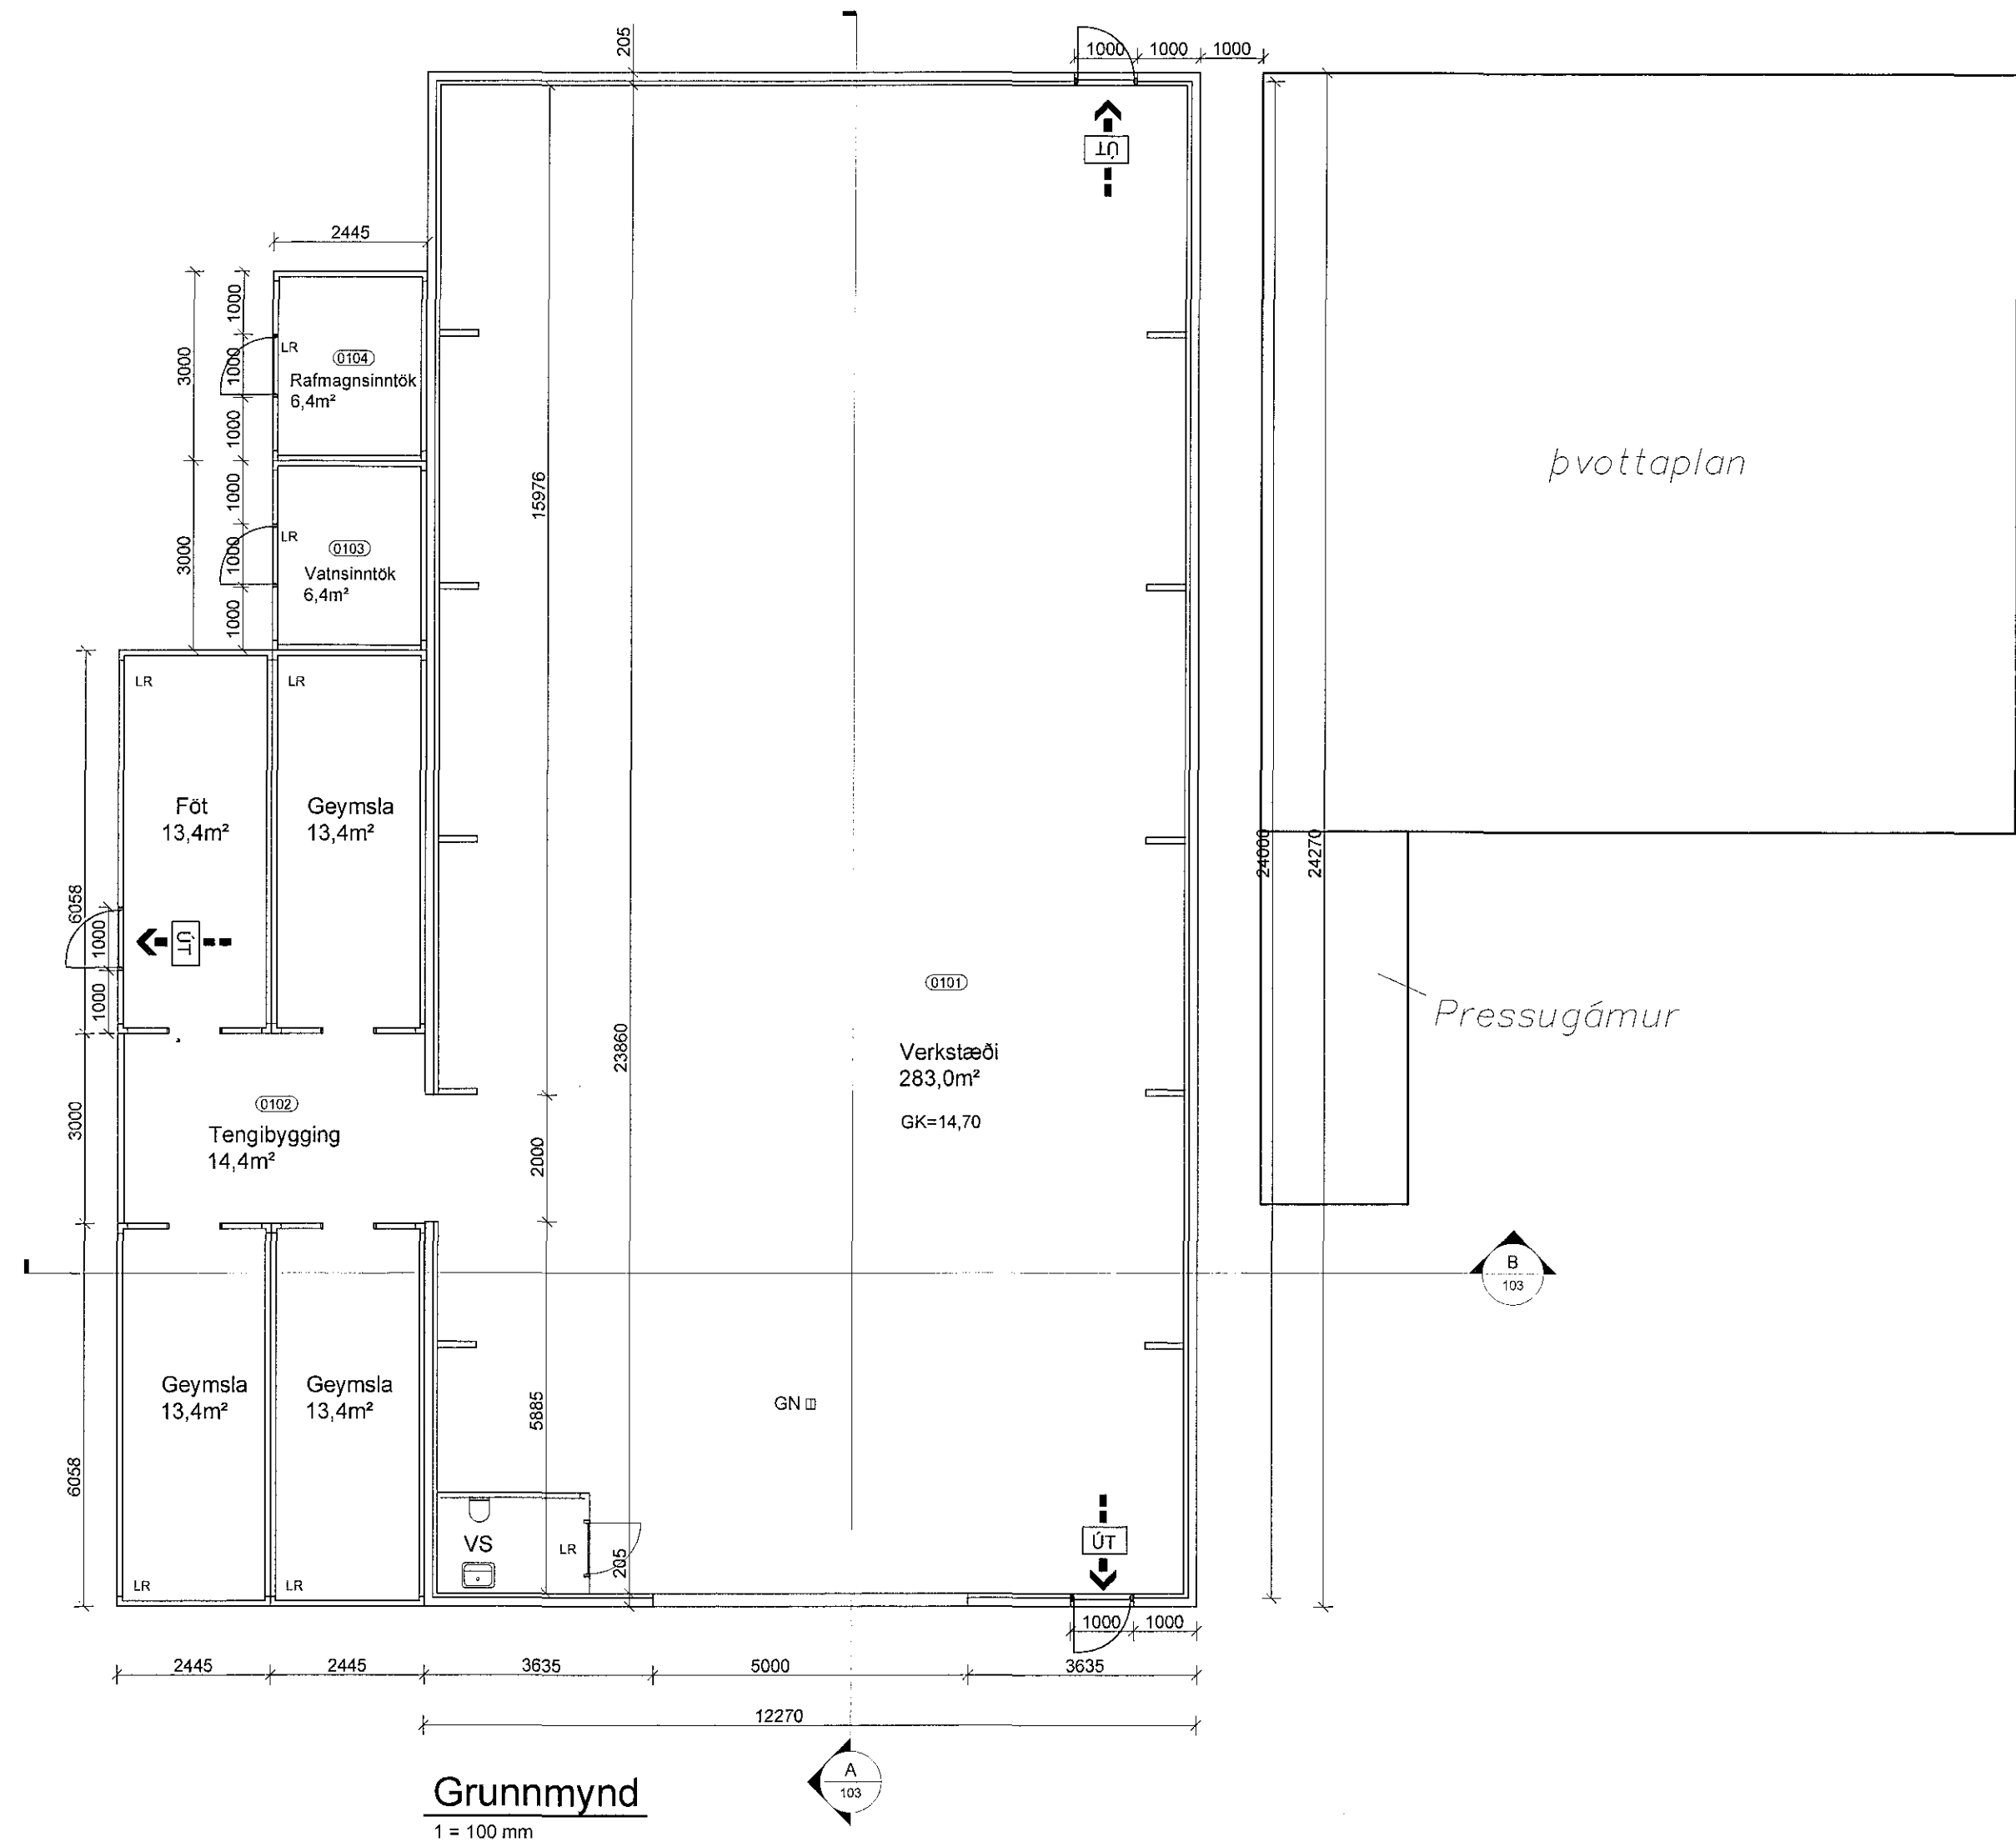 205
1000
1000
1000
ÚT
2445
1000
3000
1000
LR
0104
Rafmagnsinntök
6,4m²
1000
1000
3000
1000
LR
0103
Vatnsinntök
6,4m²
1000
15976
þvottaplan
LR
LR
Föt
13,4m²
Geymsla
13,4m²
6058
1000
ÚT
1000
24000
24270
0101
Pressugámur
23860
Verkstæði
283,0m²
GK=14,70
3000
0102
Tengibygging
14,4m²
2000
B
103
Geymsla
13,4m²
Geymsla
13,4m²
5885
GN
6058
VS
LR
ÚT
LR
LR
205
1000
1000
2445
2445
3635
5000
3635
12270
A
103
Grunnmynd
1 = 100 mm